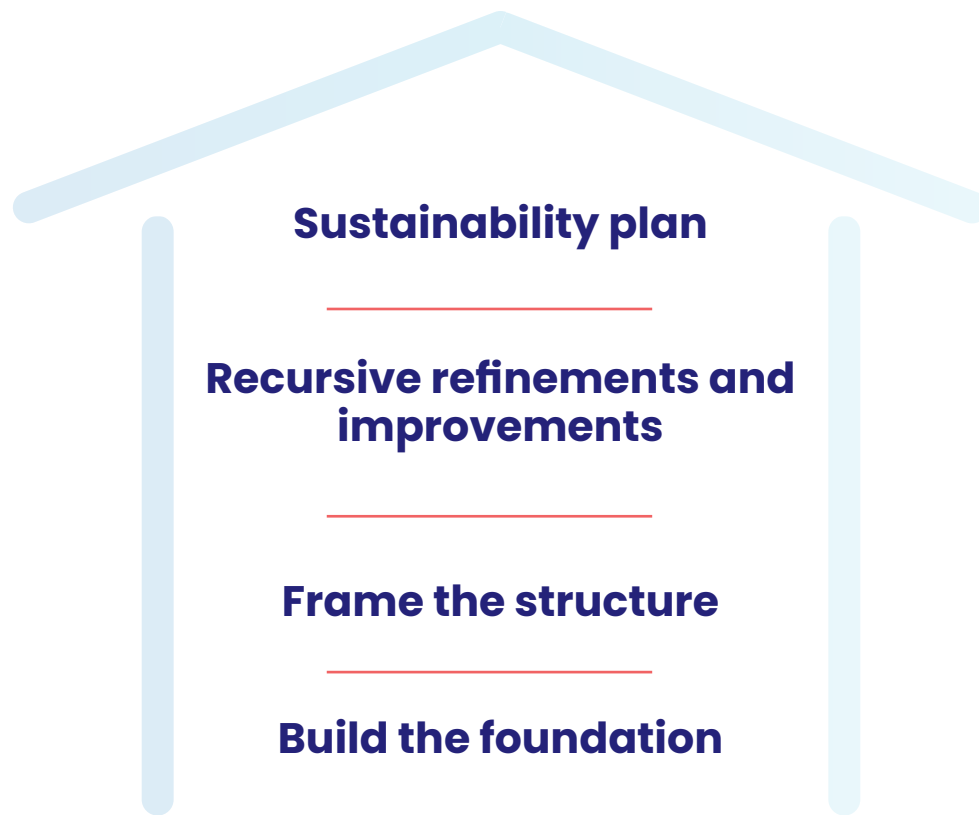 Sustainability plan
Recursive refinements and
improvements
Frame the structure
Build the foundation